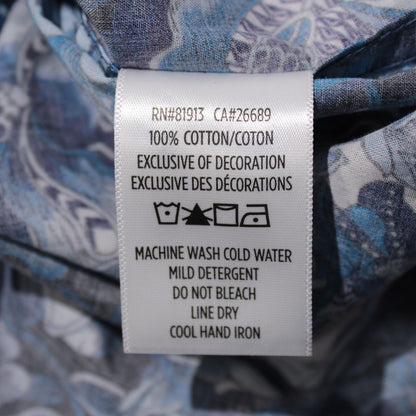 RN#81913 CA#26689
100% COTTON/COTON
EXCLUSIVE OF DECORATION
EXCLUSIVE DES DÉCORATIONS
MACHINE WASH COLD WATER
MILD DETERGENT
DO NOT BLEACH
LINE DRY
COOL HAND IRON